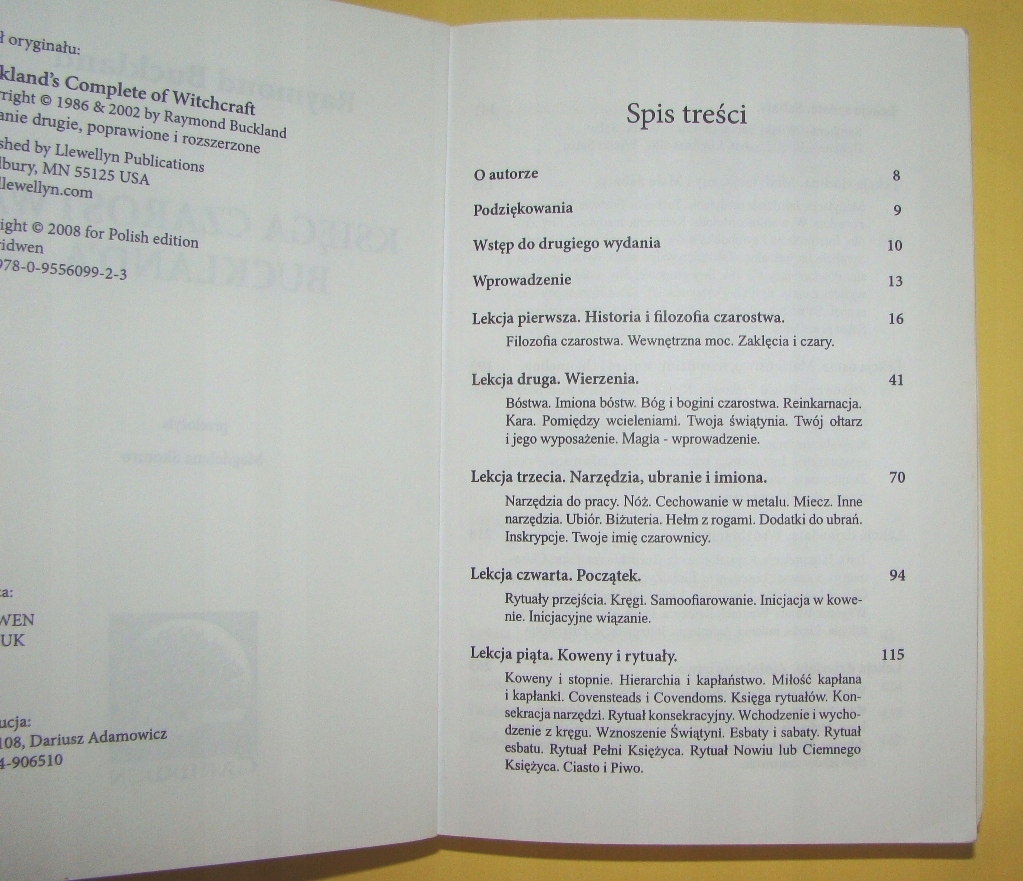 ł oryginału:
kland's Complete of Witchcraft
right © 1986 & 2002 by Raymond Buckland
anie drugie, poprawione i rozszerzone
shed by Llewellyn Publications
lbury, MN 55125 USA
llewellyn.com
ight © 2008 for Polish edition
ridwen
978-0-9556099-2-3
ca:
WEN
UK
ucja:
108, Dariusz Adamowicz
4-906510
Spis treści
O autorze 8
Podziękowania 9
Wstęp do drugiego wydania 10
Wprowadzenie 13
Lekcja pierwsza. Historia i filozofia czarostwa. 16
Filozofia czarostwa. Wewnętrzna moc. Zaklęcia i czary.
Lekcja druga. Wierzenia. 41
Bóstwa. Imiona bóstw. Bóg i bogini czarostwa. Reinkarnacja.
Kara. Pomiędzy wcieleniami. Twoja świątynia. Twój ołtarz
i jego wyposażenie. Magia - wprowadzenie.
Lekcja trzecia. Narzędzia, ubranie i imiona. 70
Narzędzia do pracy. Nóż. Cechowanie w metalu. Miecz. Inne
narzędzia. Ubiór. Biżuteria. Hełm z rogami. Dodatki do ubrań.
Inskrypcje. Twoje imię czarownicy.
Lekcja czwarta. Początek. 94
Rytuały przejścia. Kręgi. Samoofiarowanie. Inicjacja w kowe-
nie. Inicjacyjne wiązanie.
Lekcja piąta. Koweny i rytuały. 115
Koweny i stopnie. Hierarchia i kapłaństwo. Miłość kapłana
i kapłanki. Covensteads i Covendoms. Księga rytuałów. Kon-
sekracja narzędzi. Rytuał konsekracyjny. Wchodzenie i wycho-
dzenie z kręgu. Wznoszenie Świątyni. Esbaty i sabaty. Rytuał
esbatu. Rytuał Pełni Księżyca. Rytuał Nowiu lub Ciemnego
Księżyca. Ciasto i Piwo.